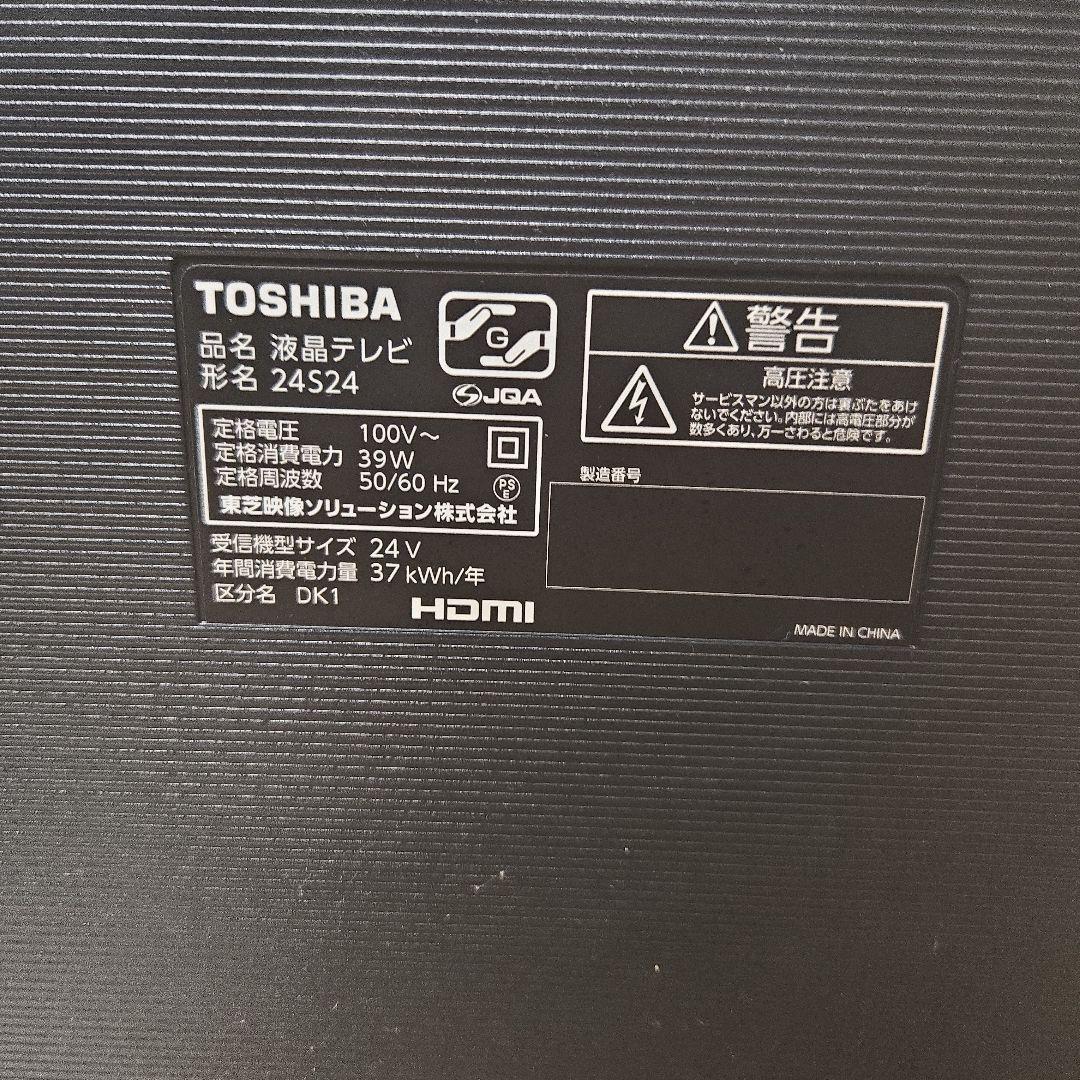 TOSHIBA
品名 液晶テレビ
形名 24S24
G
JQA
定格電圧 100V～
定格消費電力 39W
定格周波数 50/60 Hz
PS
E
東芝映像ソリューション株式会社
受信機型サイズ 24V
年間消費電力量 37kWh/年
区分名 DK1
HDMI
警告
高圧注意
サービスマン以外の方は裏ぶたをあけ
ないでください。内部には高電圧部分が
数多くあり、万一さわると危険です。
製造番号
MADE IN CHINA